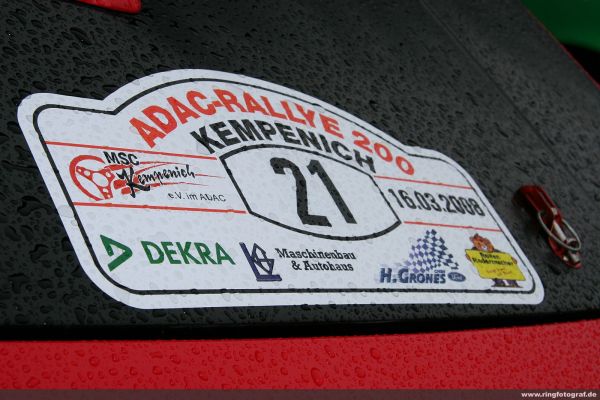 ADAC-RALLYE 200
KEMPENICH
MSC
Kempenich
e.V. im ADAC
21
16.03.2008
DEKRA
Maschinenbau
& Autohaus
H. GRONES
www.ringfotograf.de